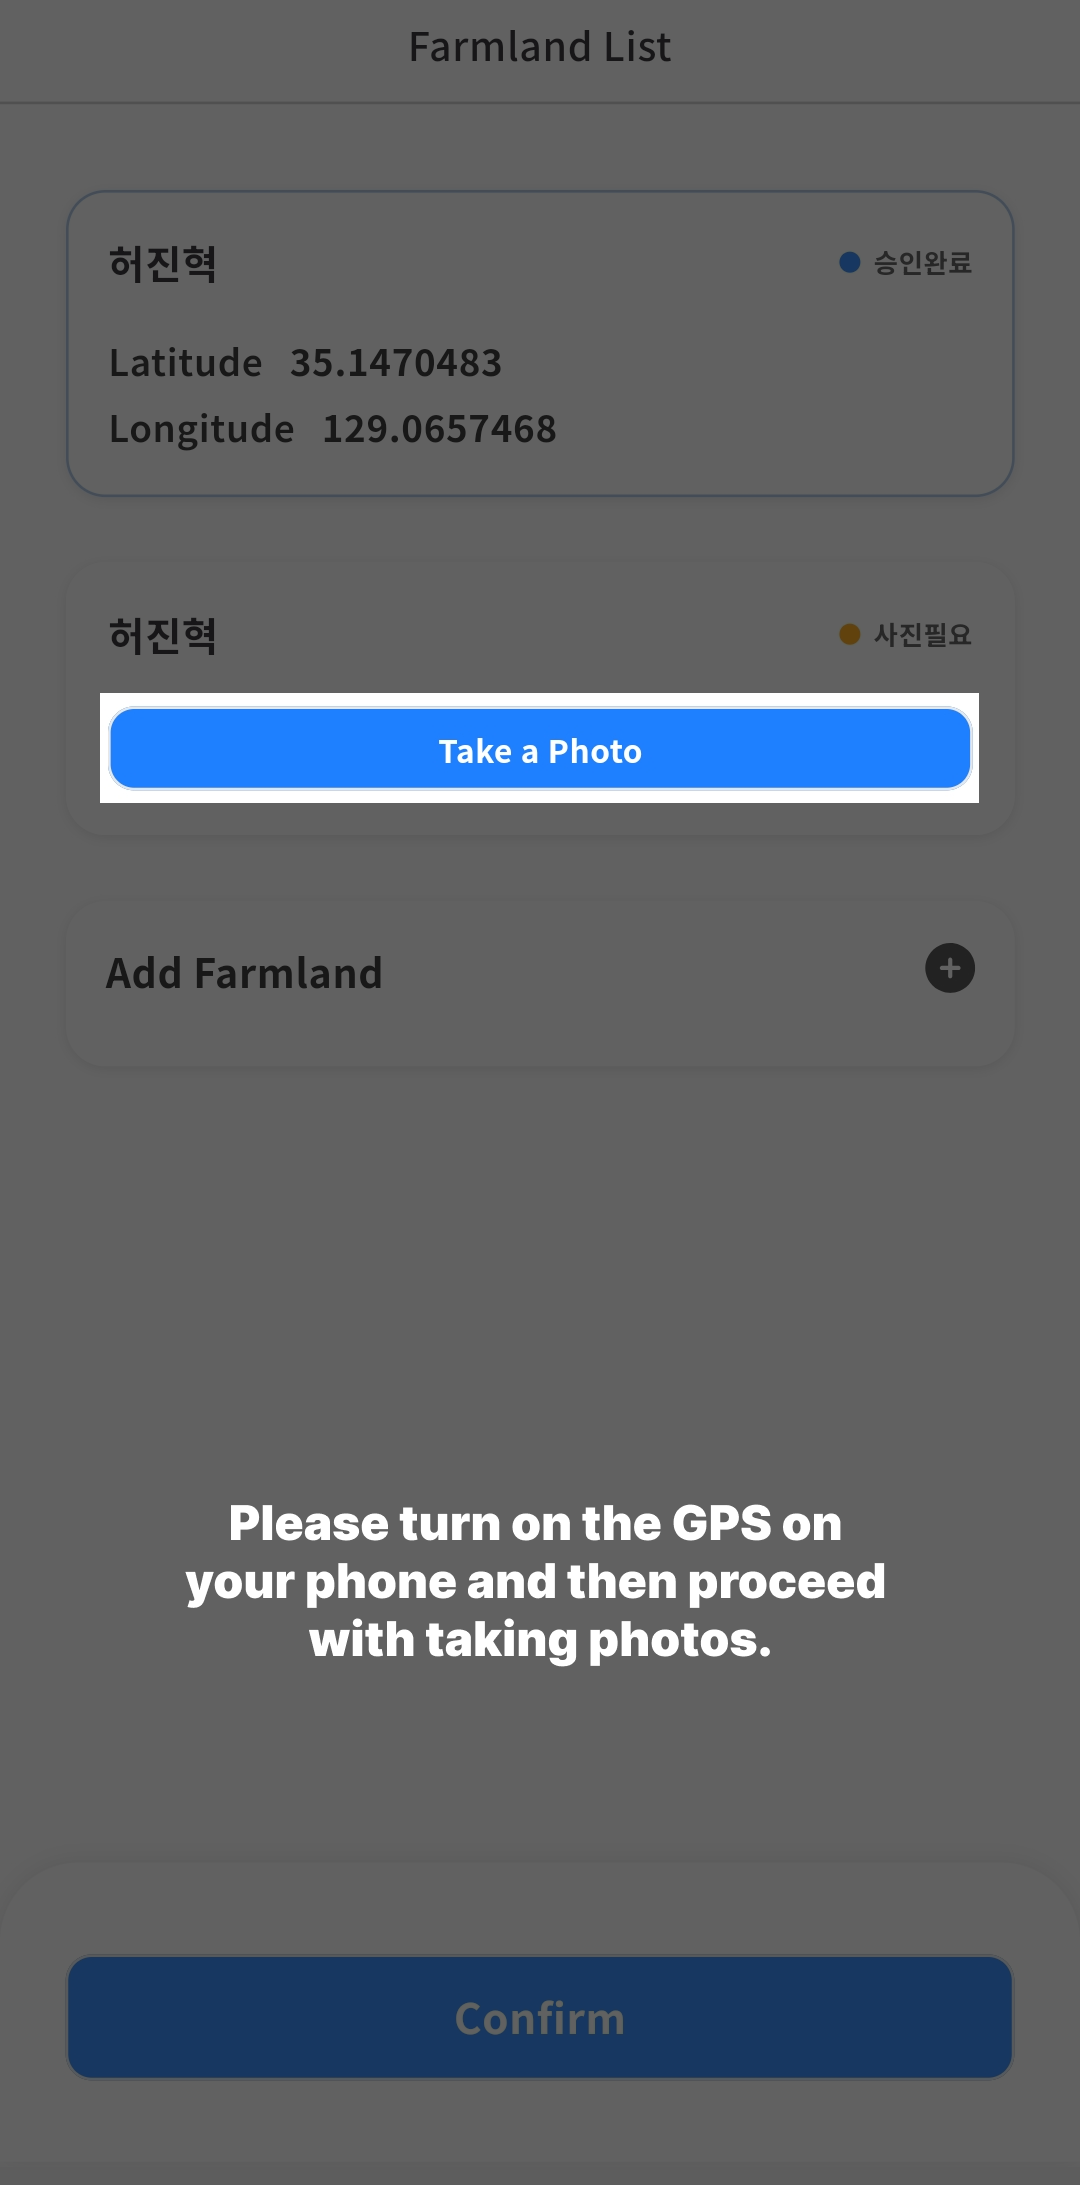 Farmland List
허진혁
승인완료
Latitude 35.1470483
Longitude 129.0657468
허진혁
사진필요
Take a Photo
Add Farmland
Please turn on the GPS on
your phone and then proceed
with taking photos.
Confirm